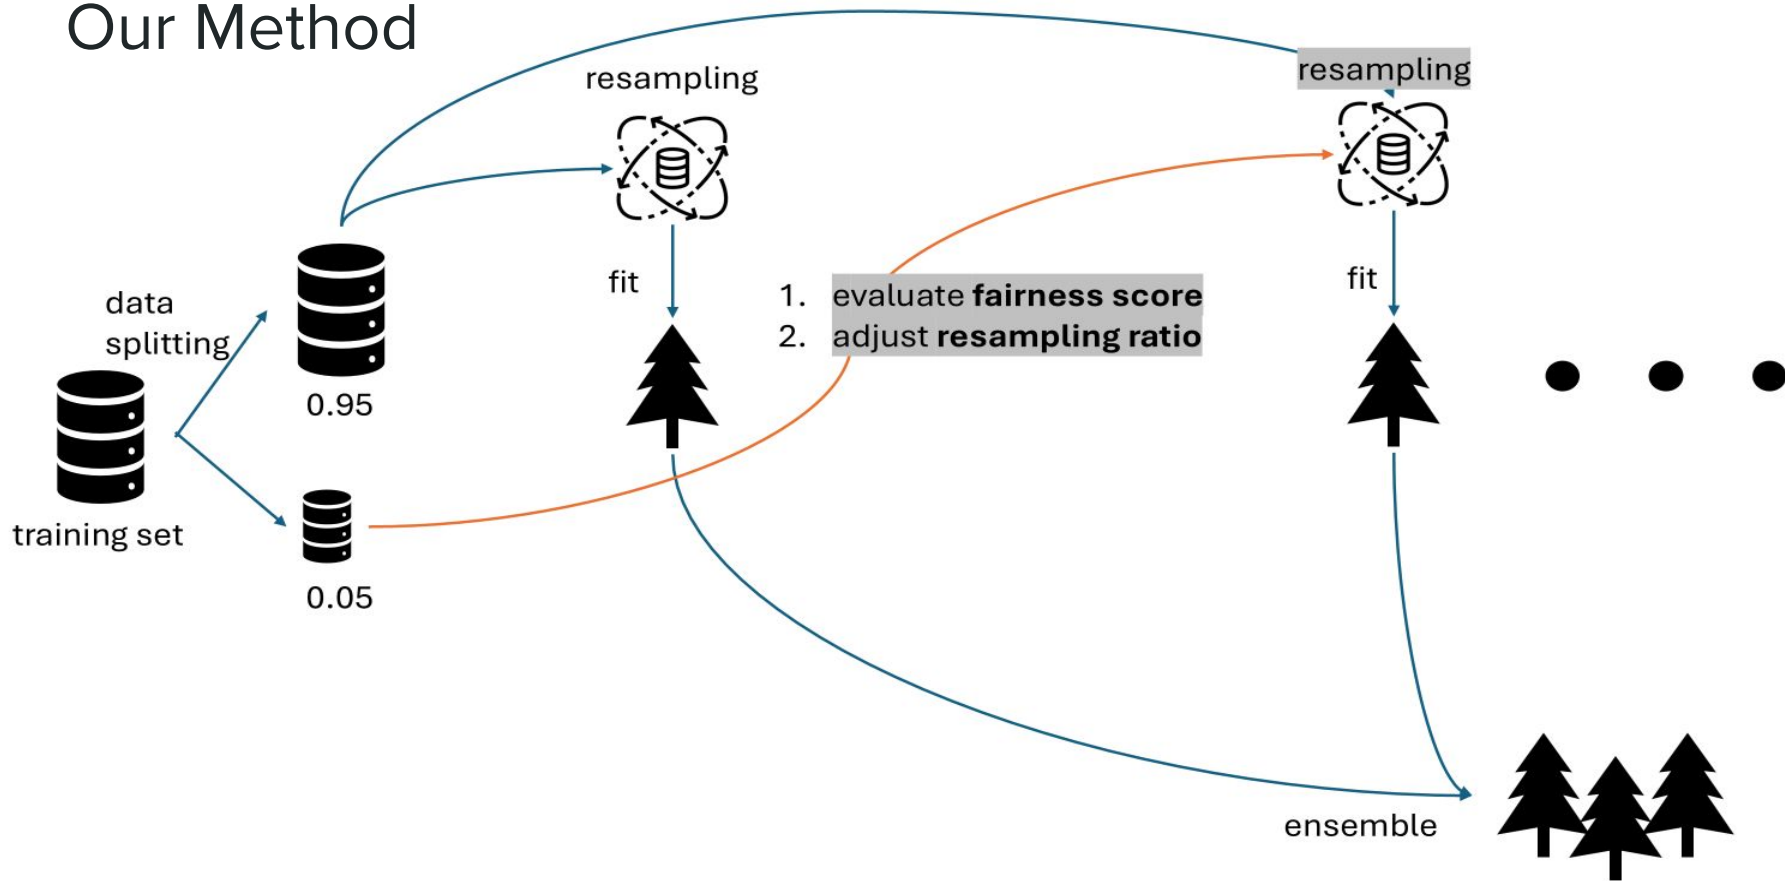 Our Method
resampling
resampling
fit
fit
data
splitting
1. evaluate fairness score
2. adjust resampling ratio
0.95
training set
0.05
ensemble